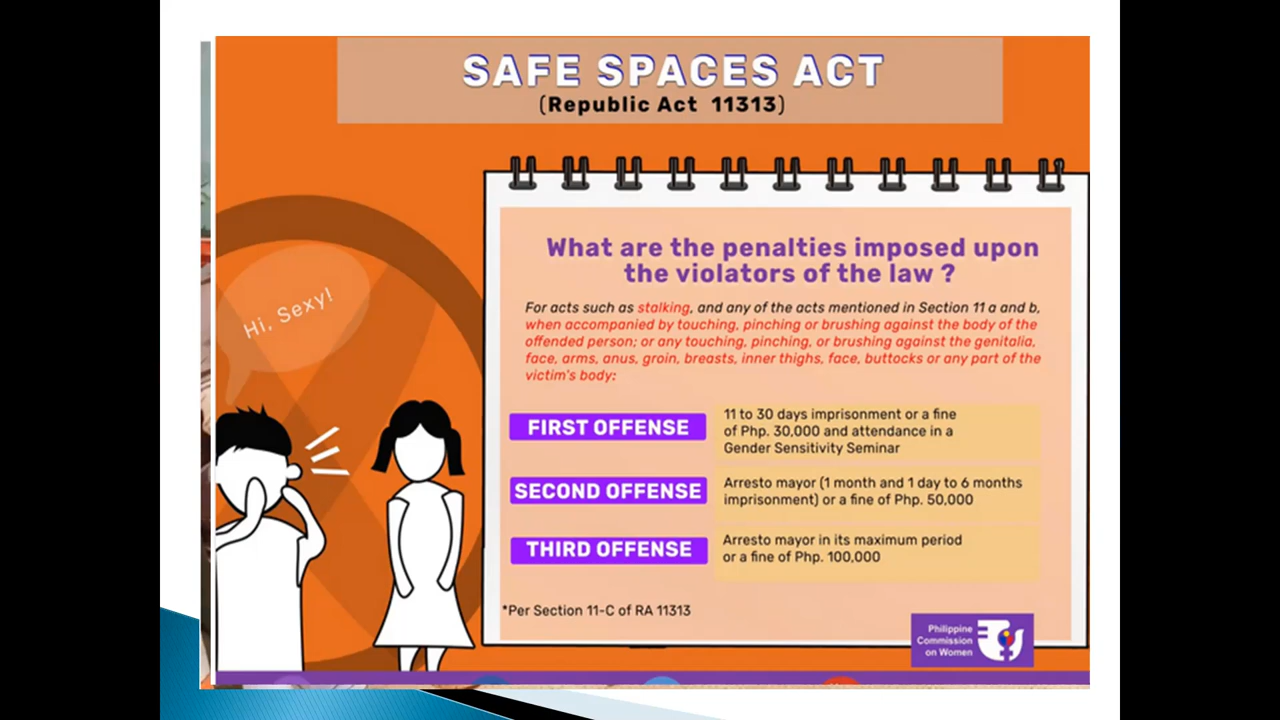 SAFE SPACES ACT
(Republic Act 11313)
Hi, Sexy!
What are the penalties imposed upon
the violators of the law ?
For acts such as stalking, and any of the acts mentioned in Section 11 a and b,
when accompanied by touching, pinching or brushing against the body of the
offended person; or any touching, pinching, or brushing against the genitalia,
face, arms, anus, groin, breasts, inner thighs, face, buttocks or any part of the
victim's body:
FIRST OFFENSE
11 to 30 days imprisonment or a fine
of Php. 30,000 and attendance in a
Gender Sensitivity Seminar
SECOND OFFENSE
Arresto mayor (1 month and 1 day to 6 months
imprisonment) or a fine of Php. 50,000
THIRD OFFENSE
Arresto mayor in its maximum period
or a fine of Php. 100,000
*Per Section 11-C of RA 11313
Philippine
Commission
on Women